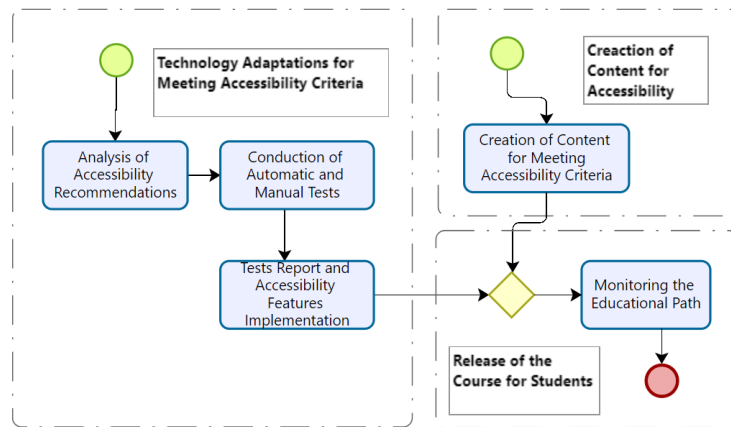 Technology Adaptations for
Meeting Accessibility Criteria
Analysis of
Accessibility
Recommendations
Conduction of
Automatic and
Manual Tests
Tests Report and
Accessibility
Features
Implementation
Creaction of
Content for
Accessibility
Creation of Content
for Meeting
Accessibility Criteria
Monitoring the
Educational Path
Release of the
Course for Students